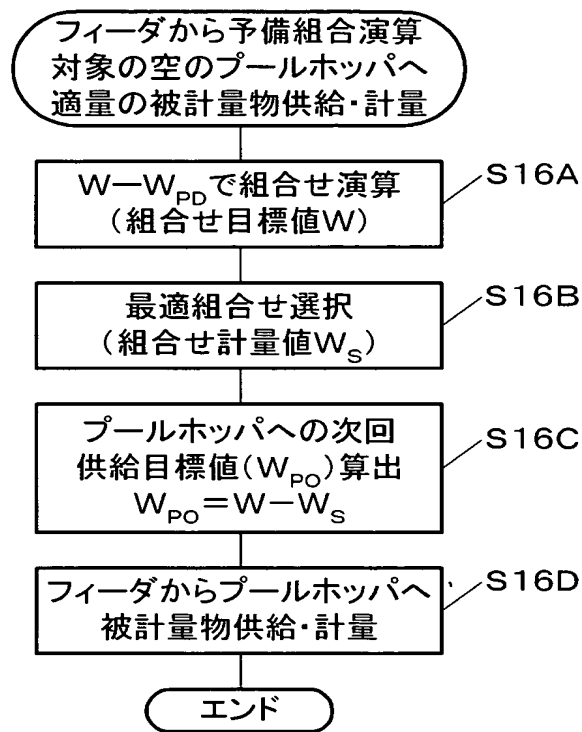 フィーダから予備組合演算
対象の空のプールホッパへ
適量の被計量物供給・計量
W－WPDで組合せ演算
(組合せ目標値W)
S16A
最適組合せ選択
(組合せ計量値WS)
S16B
プールホッパへの次回
供給目標値(WPO)算出
WPO＝W－WS
S16C
フィーダからプールホッパへ
被計量物供給・計量
S16D
エンド